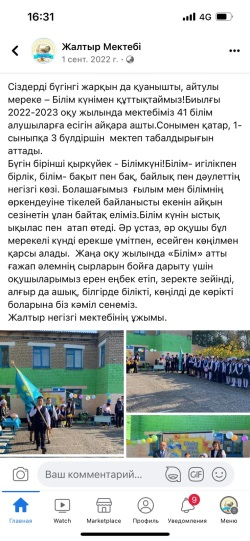 16:31
4G
Жалтыр Мектебі
1 сент. 2022 г. ·
Сіздерді бүгінгі жарқын да қуанышты, айтулы
мереке – Білім күнімен құттықтаймыз!Биылғы
2022-2023 оқу жылында мектебіміз 41 білім
алушыларға есігін айқара ашты.Сонымен қатар, 1-
сыныпқа 3 бүлдіршін мектеп табалдырығын
аттады.
Бүгін бірінші қыркүйек - Білімкүні!Білім- игілікпен
бірлік, білім- бақыт пен бақ, байлық пен дәулеттің
негізгі көзі. Болашағымыз ғылым мен білімнің
өркендеуіне тікелей байланысты екенін айқын
сезінетін ұлан байтақ еліміз.Білім күнін ыстық
ықылас пен атап өтеді. Әр ұстаз, әр оқушы бұл
мерекелі күнді ерекше үмітпен, есейген көңілмен
қарсы алады. Жаңа оқу жылында «Білім» атты
ғажап әлемнің сырларын бойға дарыту үшін
оқушыларымыз ерен еңбек етіп, зеректе зейінді,
алғыр да ашық, білгірде білікті, көңілді де көрікті
боларына біз кәміл сенеміз.
Жалтыр негізгі мектебінің ұжымы.
Ваш комментарий...
GIF
9
Главная
Watch
Marketplace
Профиль
Уведомления
Меню